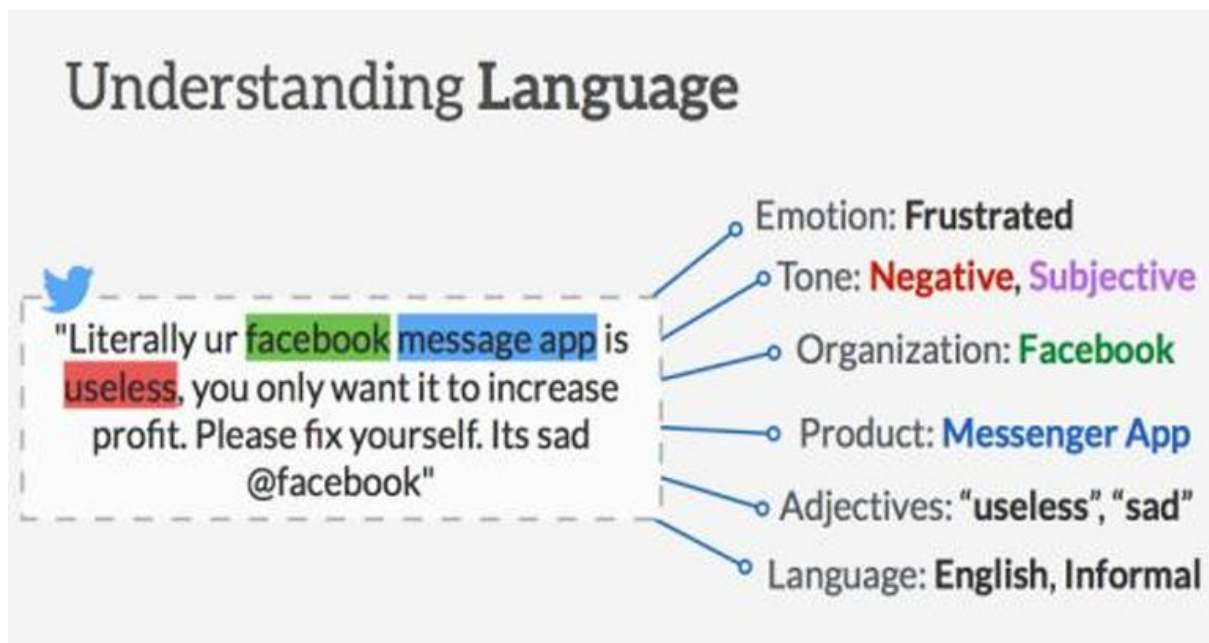 Understanding Language
"Literally ur facebook message app is
useless, you only want it to increase
profit. Please fix yourself. Its sad
@facebook"
Emotion: Frustrated
Tone: Negative, Subjective
Organization: Facebook
Product: Messenger App
Adjectives: “useless”, “sad”
Language: English, Informal